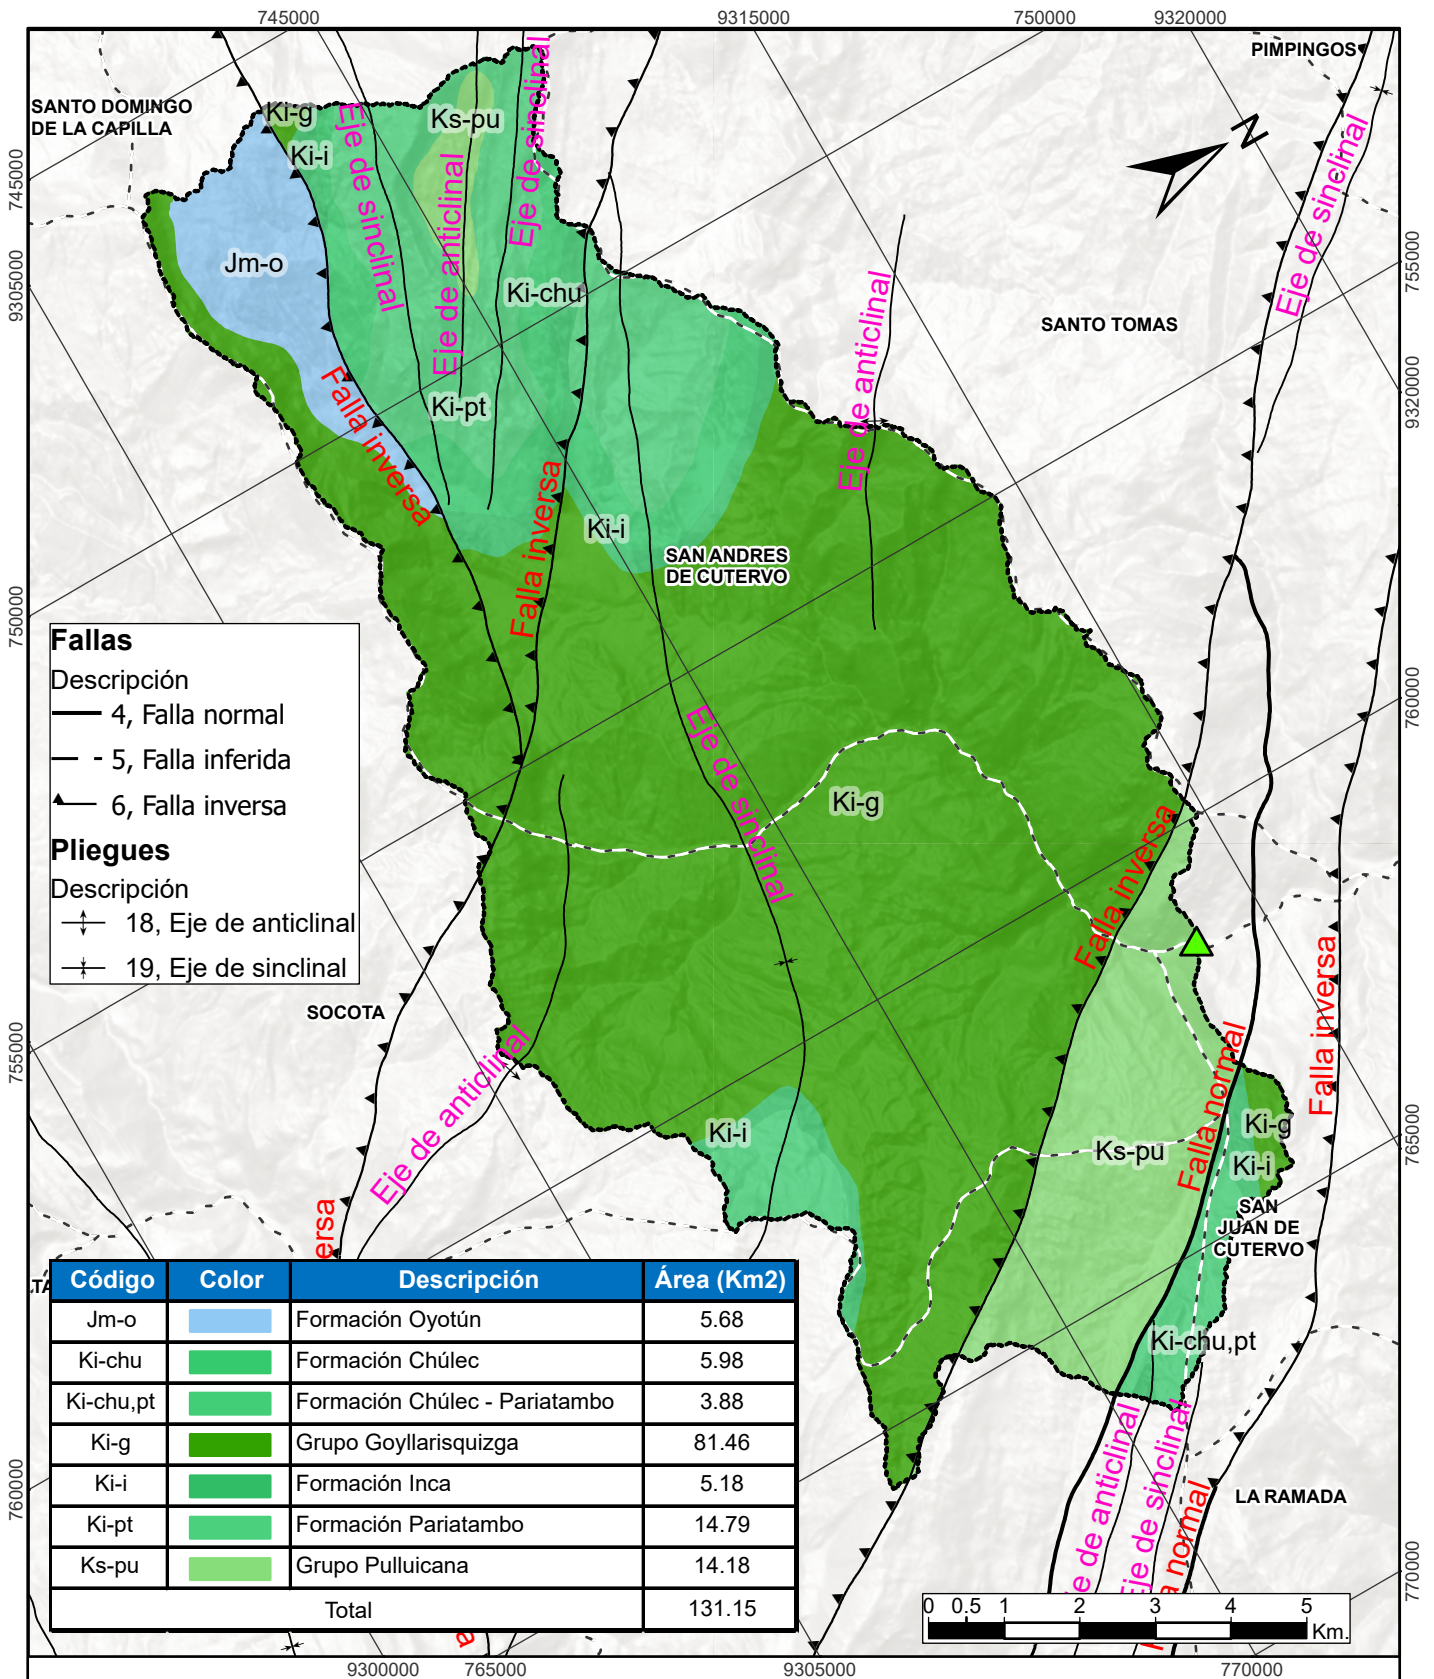 745000
9315000
750000
9320000
PIMPINGOS
SANTO DOMINGO
DE LA CAPILLA
Ki-g
Ki-i
Ks-pu
Eje de sinclinal
Eje de anticlinal
Eje de sinclinal
N
Eje de sinclinal
745000
9305000
750000
755000
760000
755000
9320000
760000
7650000
770000
Jm-o
Ki-chu
Ki-pt
SANTO TOMAS
Eje de anticlinal
Falla inversa
Falla inversa
Ki-i
SAN ANDRES
DE CUTERVO
Fallas
Descripción
4, Falla normal
5, Falla inferida
6, Falla inversa
Pliegues
Descripción
18, Eje de anticlinal
19, Eje de sinclinal
Eje de sinclinal
Ki-g
Falla inversa
SOCOTA
Eje de anticlinal
Falla inversa
Falla normal
Ki-i
Ks-pu
Ki-g
Ki-i
SAN
JUAN DE
CUTERVO
ersa
TA
Ki-chu,pt
Código Color Descripción Área (Km2)
Jm-o Formación Oyotún 5.68
Ki-chu Formación Chúlec 5.98
Ki-chu,pt Formación Chúlec - Pariatambo 3.88
Ki-g Grupo Goyllarisquizga 81.46
Ki-i Formación Inca 5.18
Ki-pt Formación Pariatambo 14.79
Ks-pu Grupo Pulluicana 14.18
Total 131.15
e de anticlinal
Eje de sinclinal
a normal
LA RAMADA
0 0.5 1 2 3 4 5
Km.
a
9300000
765000
9305000
770000